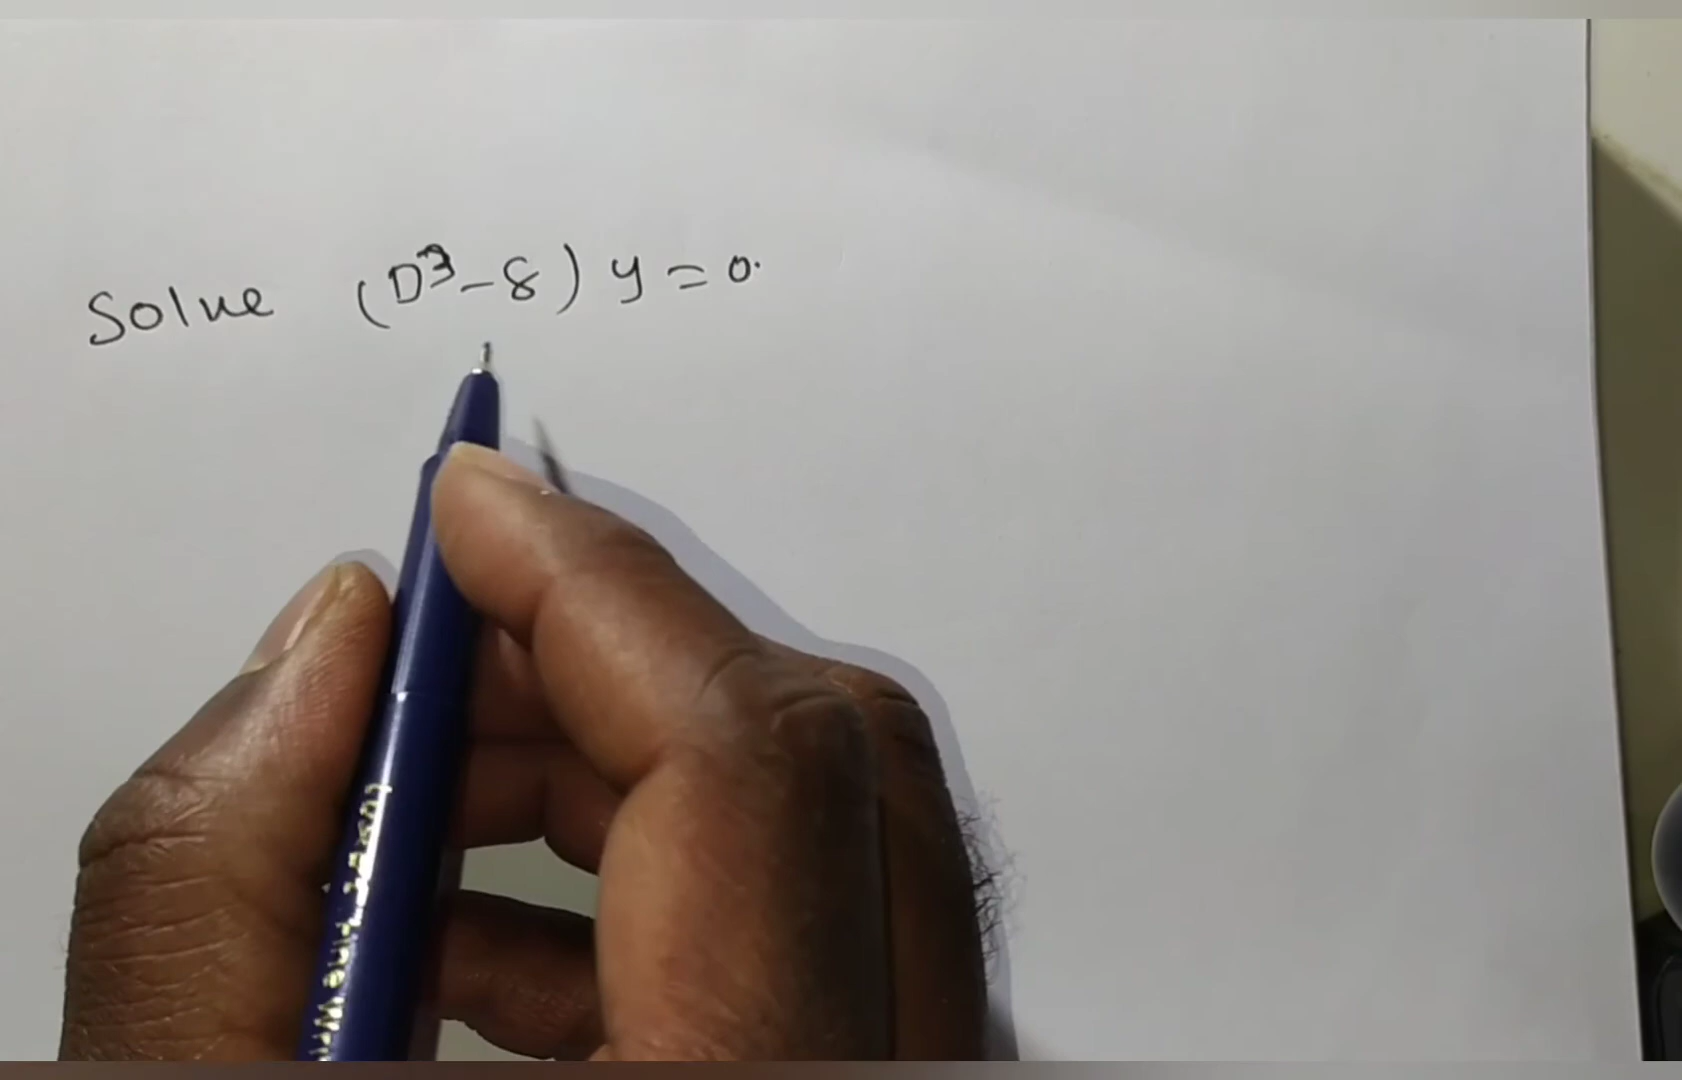 Solve (D³-8) y = 0.